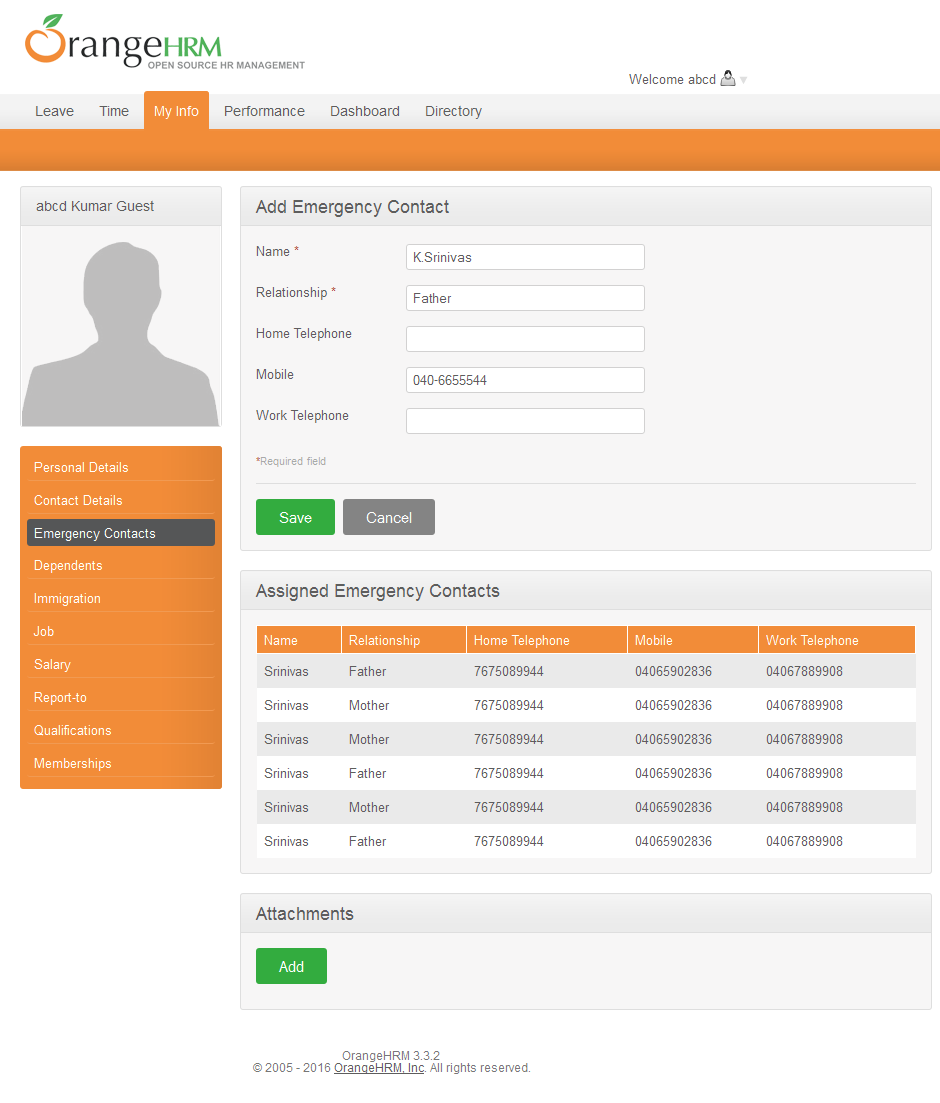 OrangeHRM
OPEN SOURCE HR MANAGEMENT
Welcome abcd
Leave Time My Info Performance Dashboard Directory
abcd Kumar Guest
Personal Details
Contact Details
Emergency Contacts
Dependents
Immigration
Job
Salary
Report-to
Qualifications
Memberships
Add Emergency Contact
Name * K.Srinivas
Relationship * Father
Home Telephone
Mobile 040-6655544
Work Telephone
*Required field
Save Cancel
Assigned Emergency Contacts
Name Relationship Home Telephone Mobile Work Telephone
Srinivas Father 7675089944 04065902836 04067889908
Srinivas Mother 7675089944 04065902836 04067889908
Srinivas Mother 7675089944 04065902836 04067889908
Srinivas Father 7675089944 04065902836 04067889908
Srinivas Mother 7675089944 04065902836 04067889908
Srinivas Father 7675089944 04065902836 04067889908
Attachments
Add
OrangeHRM 3.3.2
© 2005 - 2016 OrangeHRM, Inc. All rights reserved.